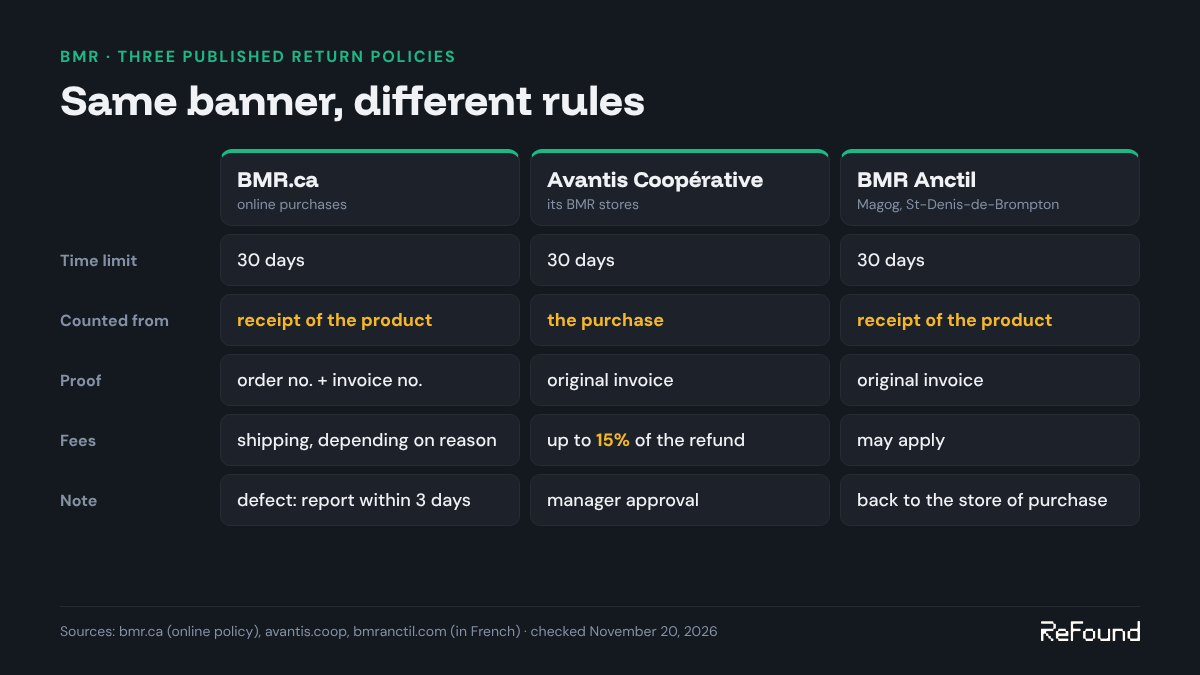 BMR · THREE PUBLISHED RETURN POLICIES
Same banner, different rules
BMR.ca
online purchases
Avantis Coopérative
its BMR stores
BMR Anctil
Magog, St-Denis-de-Brompton
Time limit
30 days
30 days
30 days
Counted from
receipt of the product
the purchase
receipt of the product
Proof
order no. + invoice no.
original invoice
original invoice
Fees
shipping, depending on reason
up to 15% of the refund
may apply
Note
defect: report within 3 days
manager approval
back to the store of purchase
Sources: bmr.ca (online policy), avantis.coop, bmranctil.com (in French) · checked November 20, 2026
ReFound